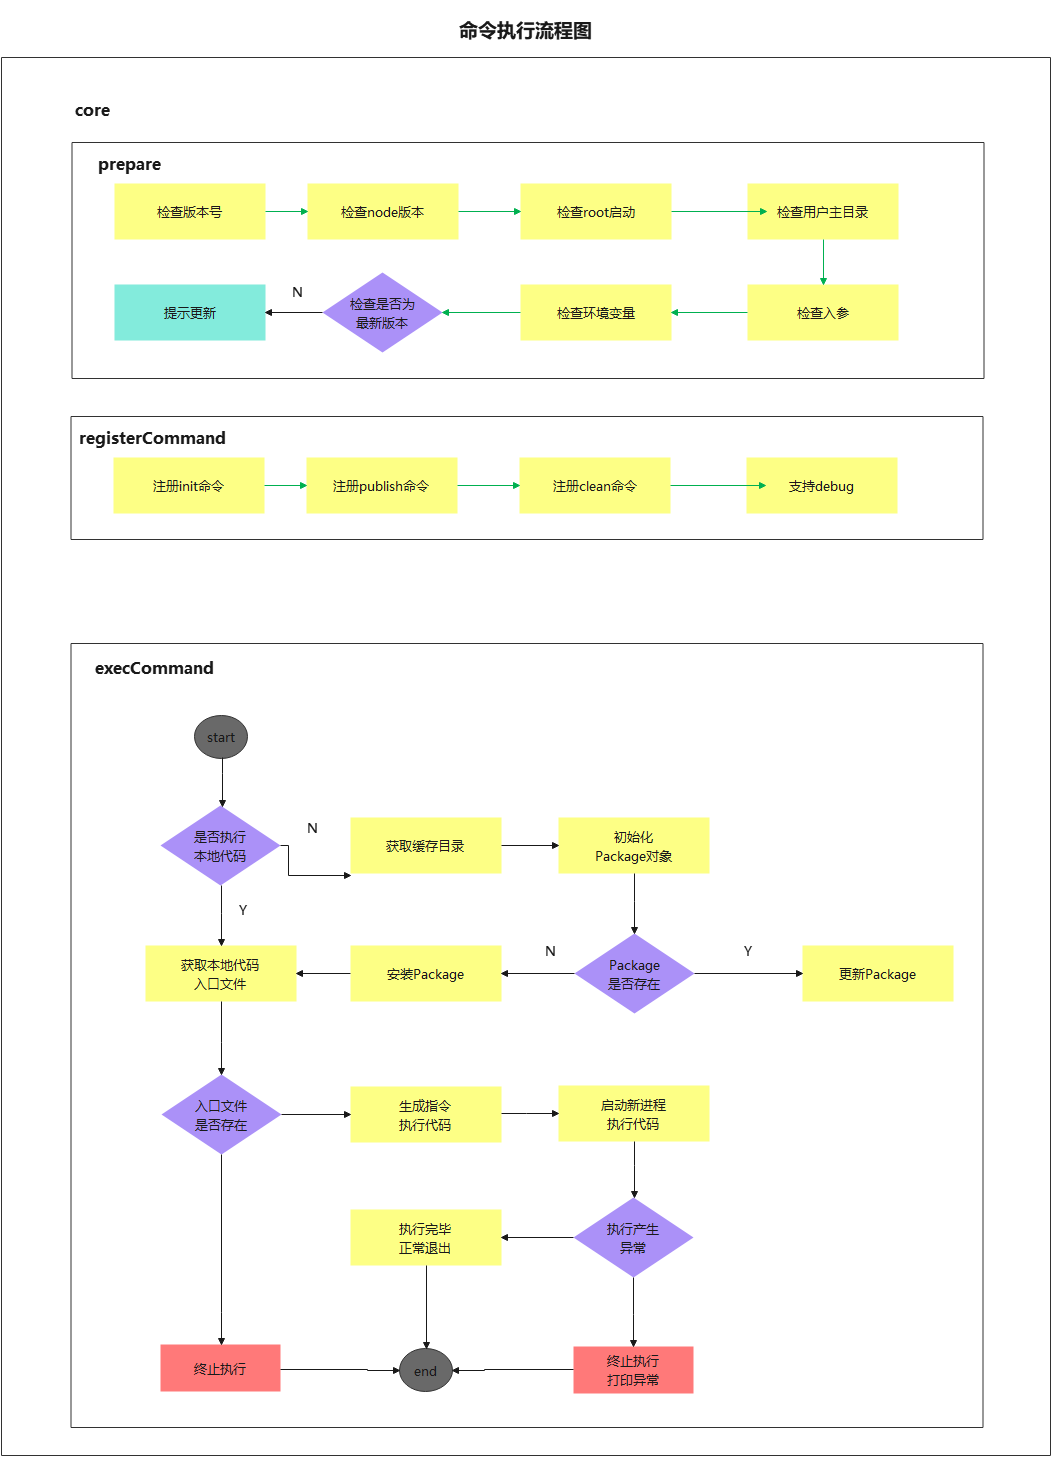 命令执行流程图
core
prepare
检查版本号
检查node版本
检查root启动
检查用户主目录
提示更新
N
检查是否为
最新版本
检查环境变量
检查入参
registerCommand
注册init命令
注册publish命令
注册clean命令
支持debug
execCommand
start
是否执行
本地代码
N
获取缓存目录
初始化
Package对象
Y
获取本地代码
入口文件
安装Package
N
Package
是否存在
Y
更新Package
入口文件
是否存在
生成指令
执行代码
启动新进程
执行代码
执行完毕
正常退出
执行产生
异常
终止执行
end
终止执行
打印异常